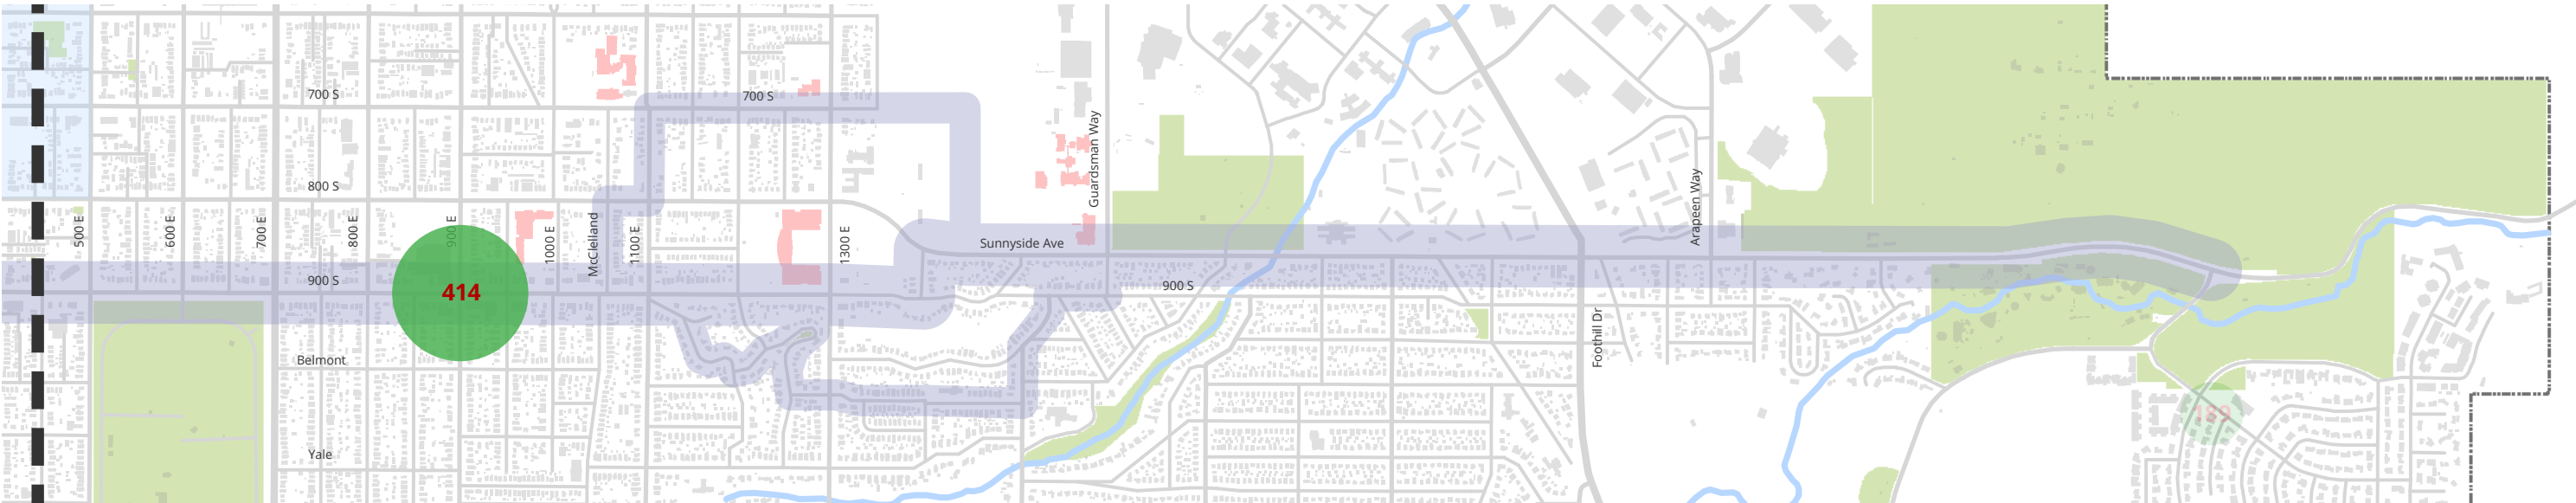 700 S
700 S
800 S
500 E
600 E
700 E
800 E
900 E
1000 E
McClelland
1100 E
1300 E
Guardsman Way
Arapeen Way
Sunnyside Ave
900 S
414
900 S
Foothill Dr
Belmont
189
Yale